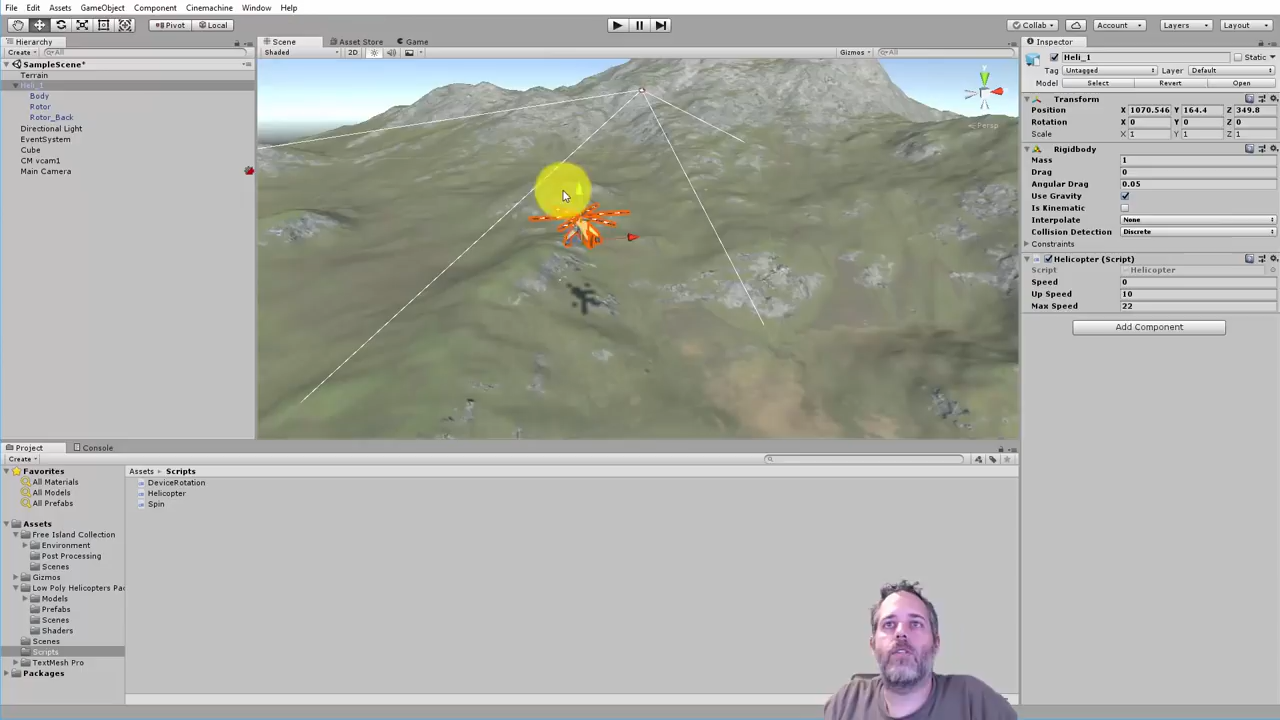 File Edit Assets GameObject Component Cinemachine Window Help
Pivot Local Collab Account Layers Layout
Hierarchy
Create All
SampleScene*
Terrain
Heli_1
Body
Rotor
Rotor_Back
Directional Light
EventSystem
Cube
CM vcam1
Main Camera
Scene Asset Store Game
Shaded 2D Gizmos All
y
Persp
Inspector
Heli_1 Static
Tag Untagged Layer Default
Model Select Revert Open
Transform
Position X 1070.546 Y 164.4 Z 349.8
Rotation X 0 Y 0 Z 0
Scale X 1 Y 1 Z 1
Rigidbody
Mass 1
Drag 0
Angular Drag 0.05
Use Gravity
Is Kinematic
Interpolate None
Collision Detection Discrete
Constraints
Helicopter (Script)
Script Helicopter
Speed 0
Up Speed 10
Max Speed 22
Add Component
Project Console
Create
Favorites
All Materials
All Models
All Prefabs
Assets
Free Island Collection
Environment
Post Processing
Scenes
Gizmos
Low Poly Helicopters Pac
Models
Prefabs
Scenes
Shaders
Scenes
Scripts
TextMesh Pro
Packages
Assets Scripts
DeviceRotation
Helicopter
Spin